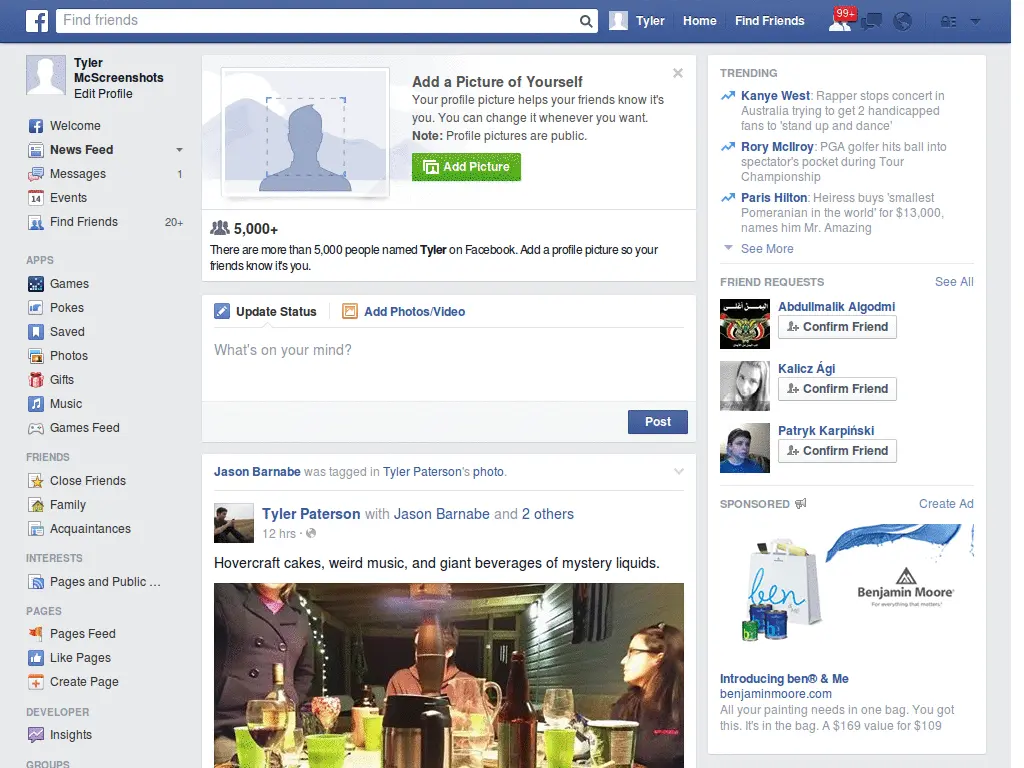 Find friends
Tyler
Home
Find Friends
99+
Tyler
McScreenshots
Edit Profile
Welcome
News Feed
Messages 1
14 Events
Find Friends 20+
APPS
Games
Pokes
Saved
Photos
Gifts
Music
Games Feed
FRIENDS
Close Friends
Family
Acquaintances
INTERESTS
Pages and Public ...
PAGES
Pages Feed
Like Pages
Create Page
DEVELOPER
Insights
GROUPS
Add a Picture of Yourself
Your profile picture helps your friends know it's
you. You can change it whenever you want.
Note: Profile pictures are public.
Add Picture
5,000+
There are more than 5,000 people named Tyler on Facebook. Add a profile picture so your
friends know it's you.
Update Status
Add Photos/Video
What's on your mind?
Post
Jason Barnabe was tagged in Tyler Paterson's photo.
Tyler Paterson with Jason Barnabe and 2 others
12 hrs ·
Hovercraft cakes, weird music, and giant beverages of mystery liquids.
TRENDING
Kanye West: Rapper stops concert in
Australia trying to get 2 handicapped
fans to 'stand up and dance'
Rory McIlroy: PGA golfer hits ball into
spectator's pocket during Tour
Championship
Paris Hilton: Heiress buys 'smallest
Pomeranian in the world' for $13,000,
names him Mr. Amazing
See More
FRIEND REQUESTS See All
Abdullmalik Algodmi
Confirm Friend
Kalicz Ági
Confirm Friend
Patryk Karpiński
Confirm Friend
SPONSORED Create Ad
ben
Benjamin Moore®
For everything that matters.
Introducing ben® & Me
benjaminmoore.com
All your painting needs in one bag. You got
this. It's in the bag. A $169 value for $109